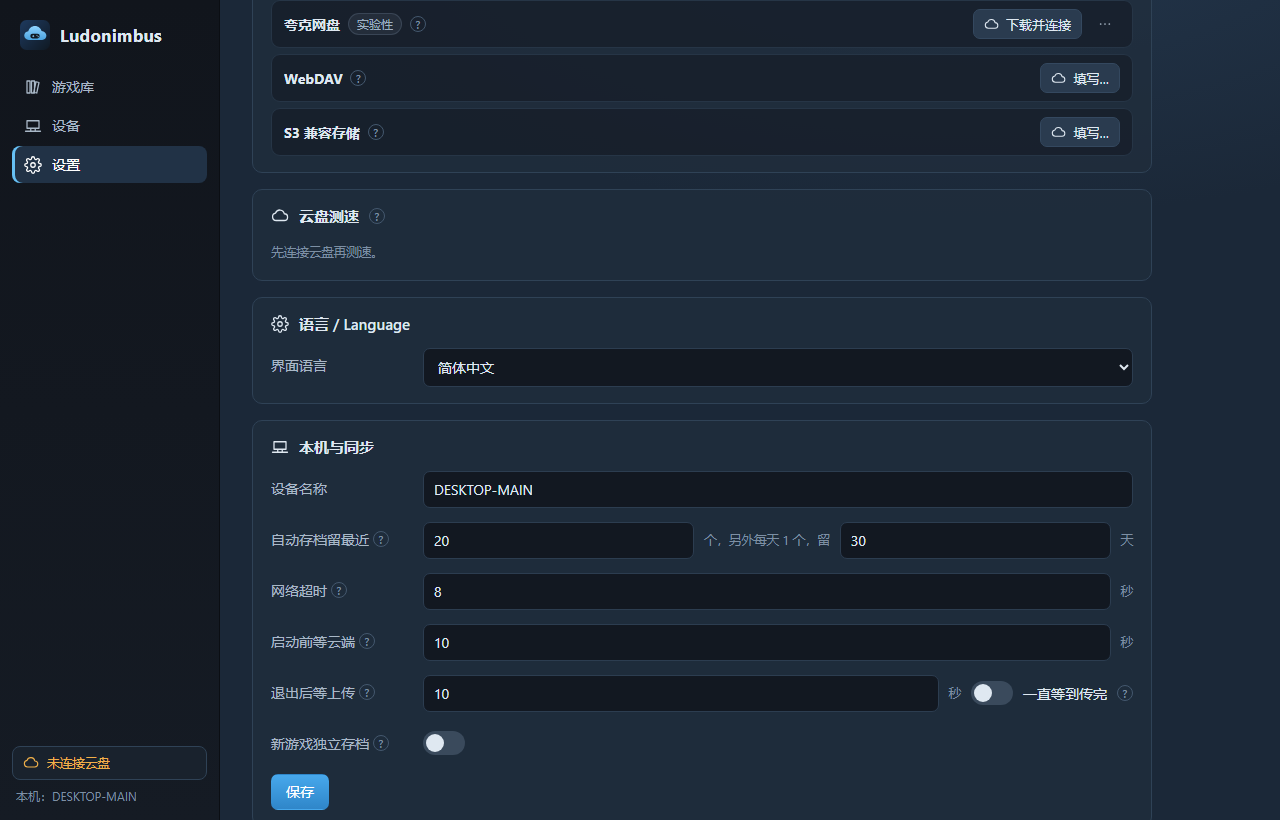 Ludonimbus
游戏库
设备
设置
未连接云盘
本机: DESKTOP-MAIN
夸克网盘 实验性 ? 下载并连接 ...
WebDAV ? 填写...
S3 兼容存储 ? 填写...
云盘测速 ?
先连接云盘再测速。
语言 / Language
界面语言 简体中文
本机与同步
设备名称 DESKTOP-MAIN
自动存档留最近 ? 20 个，另外每天 1 个，留 30 天
网络超时 ? 8 秒
启动前等云端 ? 10 秒
退出后等上传 ? 10 秒 一直等到传完 ?
新游戏独立存档 ?
保存